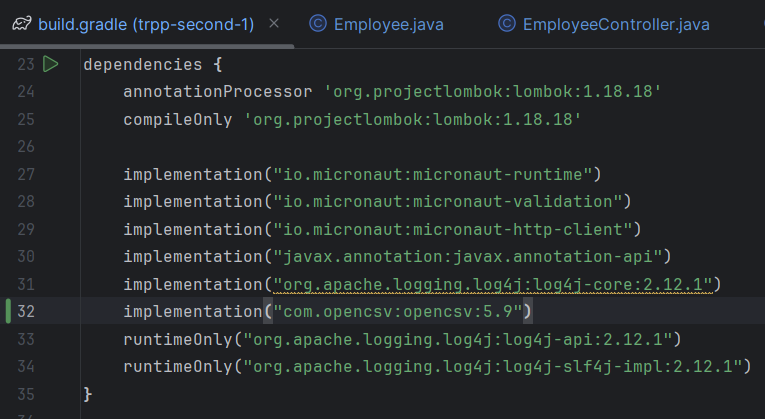 build.gradle (trpp-second-1) Employee.java EmployeeController.java
23 dependencies {
24 annotationProcessor 'org.projectlombok:lombok:1.18.18'
25 compileOnly 'org.projectlombok:lombok:1.18.18'
26
27 implementation("io.micronaut:micronaut-runtime")
28 implementation("io.micronaut:micronaut-validation")
29 implementation("io.micronaut:micronaut-http-client")
30 implementation("javax.annotation:javax.annotation-api")
31 implementation("org.apache.logging.log4j:log4j-core:2.12.1")
32 implementation("com.opencsv:opencsv:5.9")
33 runtimeOnly("org.apache.logging.log4j:log4j-api:2.12.1")
34 runtimeOnly("org.apache.logging.log4j:log4j-slf4j-impl:2.12.1")
35 }